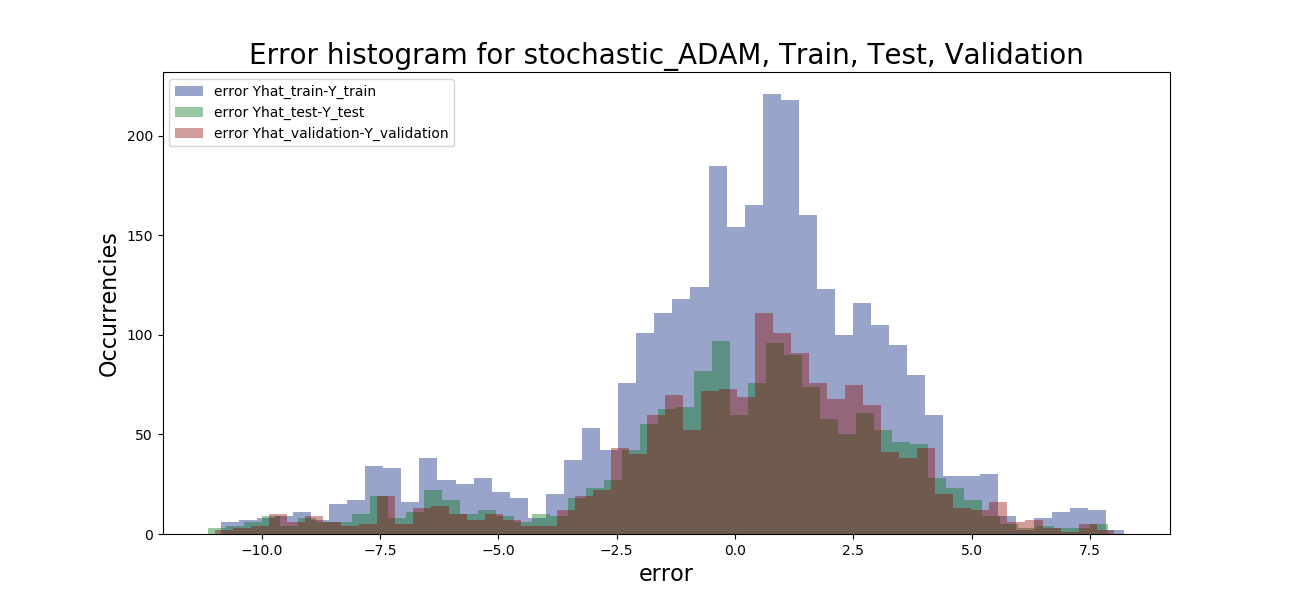 Error histogram for stochastic_ADAM, Train, Test, Validation
error Yhat_train-Y_train
error Yhat_test-Y_test
error Yhat_validation-Y_validation
Occurrencies
200
150
100
50
0
−10.0 −7.5 −5.0 −2.5 0.0 2.5 5.0 7.5
error